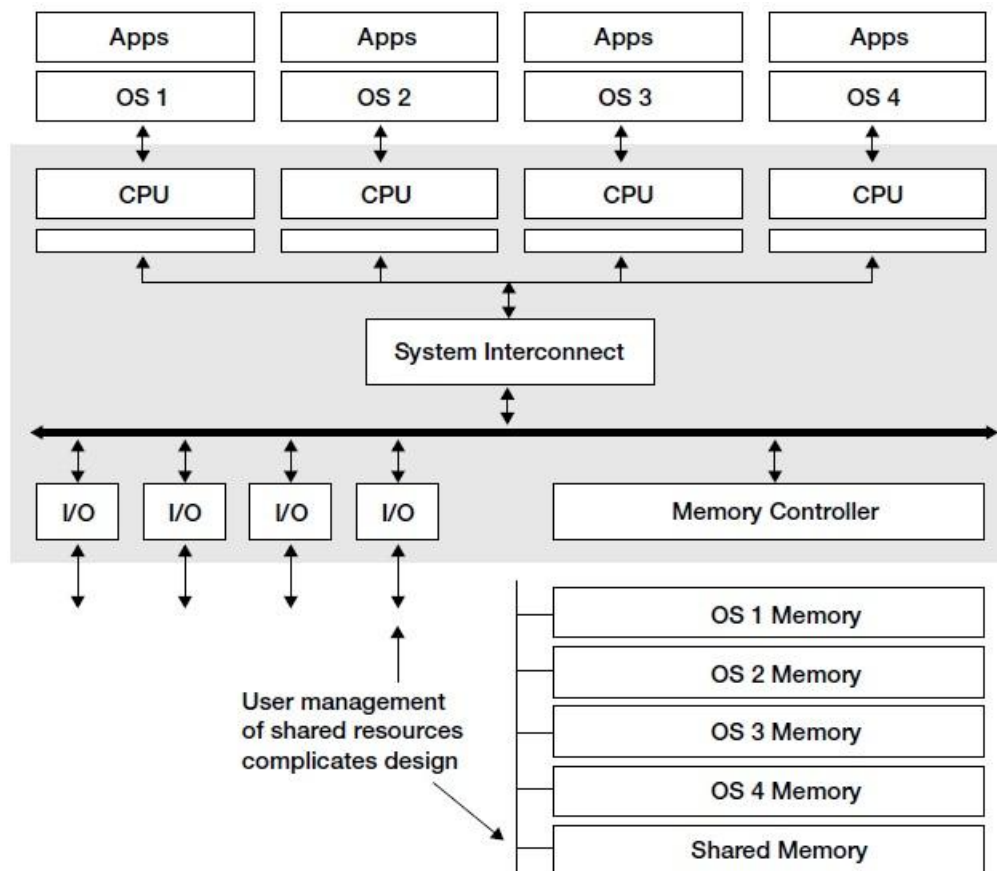 Apps
Apps
Apps
Apps
OS 1
OS 2
OS 3
OS 4
CPU
CPU
CPU
CPU
System Interconnect
I/O
I/O
I/O
I/O
Memory Controller
OS 1 Memory
OS 2 Memory
OS 3 Memory
OS 4 Memory
Shared Memory
User management
of shared resources
complicates design